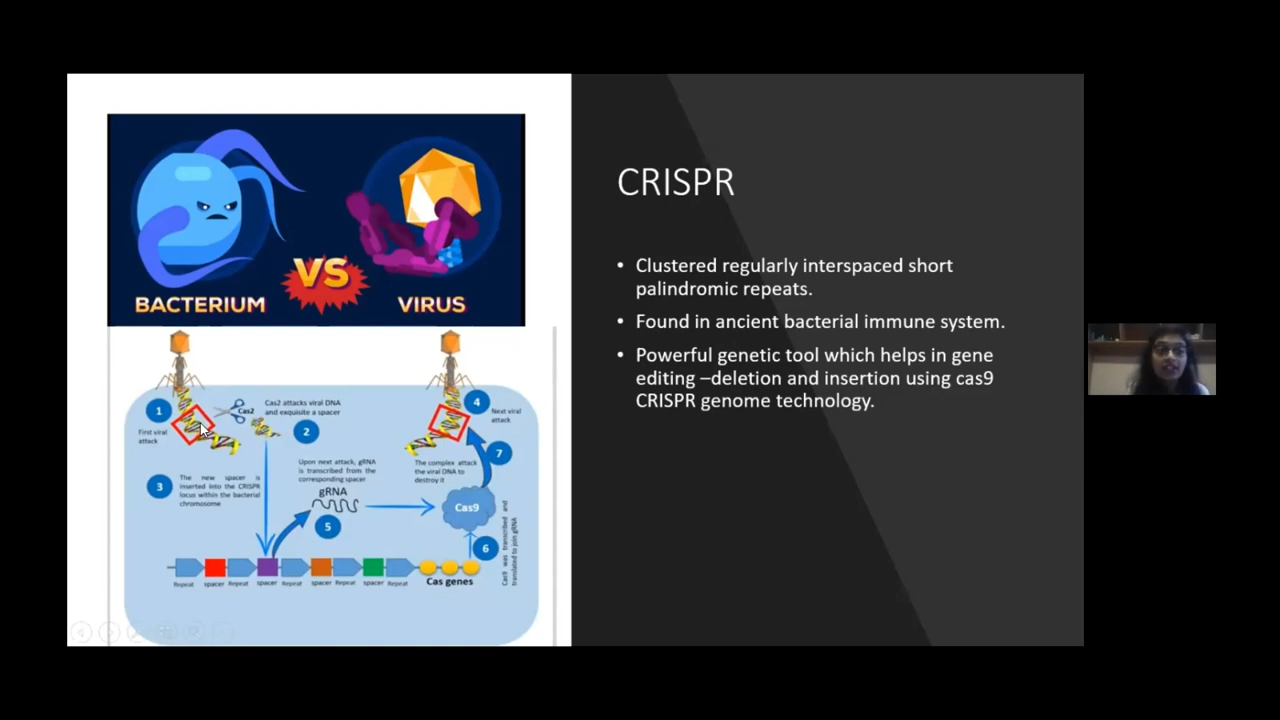 BACTERIUM
VS
VIRUS
1
First viral
attack
Cas2
Cas2 attacks viral DNA
and exquisite a spacer
2
3
The new spacer is
inserted into the CRISPR
locus within the bacterial
chromosome
Upon next attack, gRNA
is transcribed from the
corresponding spacer
gRNA
5
4
Next viral
attack
7
The complex attack
the viral DNA to
destroy it
Cas9
6
Cas9 was transcribed and
translated to join gRNA
Repeat
spacer
Repeat
spacer
Repeat
spacer
Repeat
spacer
Repeat
Cas genes
CRISPR
• Clustered regularly interspaced short
palindromic repeats.
• Found in ancient bacterial immune system.
• Powerful genetic tool which helps in gene
editing –deletion and insertion using cas9
CRISPR genome technology.